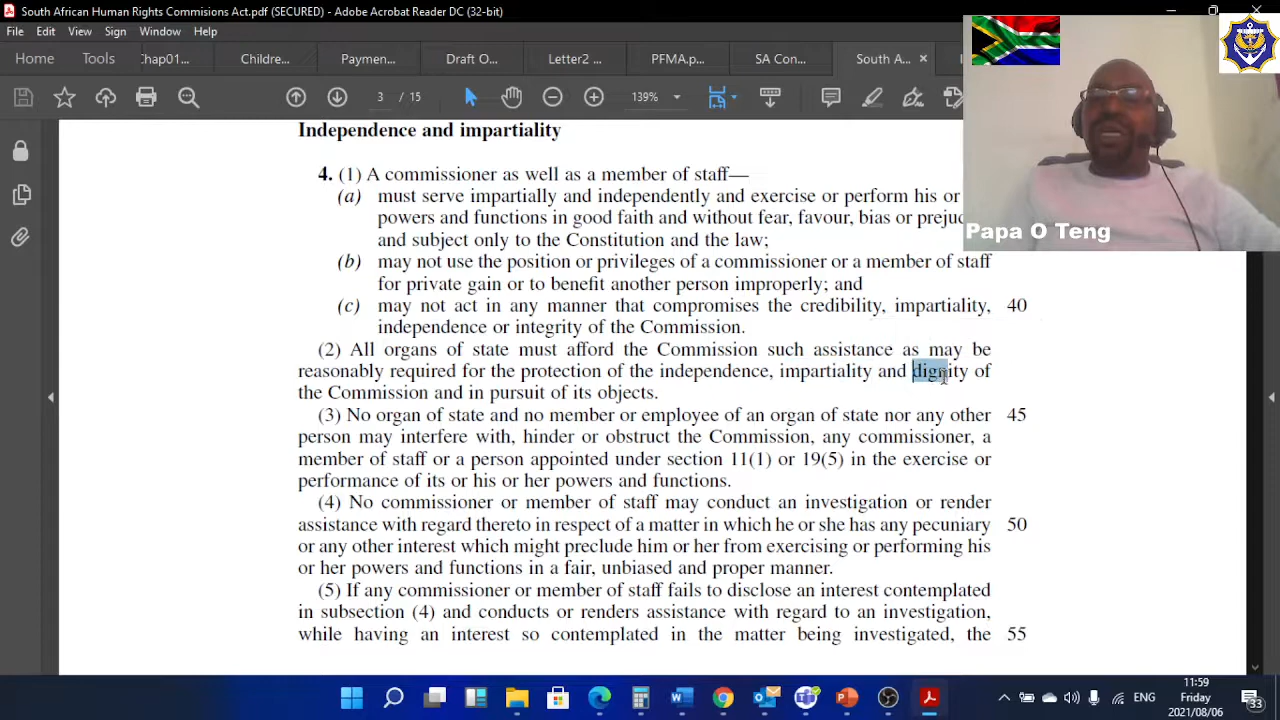 South African Human Rights Commisions Act.pdf (SECURED) - Adobe Acrobat Reader DC (32-bit)
File Edit View Sign Window Help
Home Tools Chap01... Childre... Paymen... Draft O... Letter2 ... PFMA.p... SA Con... South A...
3 / 15 139%
Independence and impartiality
4. (1) A commissioner as well as a member of staff—
(a) must serve impartially and independently and exercise or perform his or
powers and functions in good faith and without fear, favour, bias or prejud
and subject only to the Constitution and the law;
(b) may not use the position or privileges of a commissioner or a member of staff
for private gain or to benefit another person improperly; and
(c) may not act in any manner that compromises the credibility, impartiality, 40
independence or integrity of the Commission.
(2) All organs of state must afford the Commission such assistance as may be
reasonably required for the protection of the independence, impartiality and dignity of
the Commission and in pursuit of its objects.
(3) No organ of state and no member or employee of an organ of state nor any other 45
person may interfere with, hinder or obstruct the Commission, any commissioner, a
member of staff or a person appointed under section 11(1) or 19(5) in the exercise or
performance of its or his or her powers and functions.
(4) No commissioner or member of staff may conduct an investigation or render
assistance with regard thereto in respect of a matter in which he or she has any pecuniary 50
or any other interest which might preclude him or her from exercising or performing his
or her powers and functions in a fair, unbiased and proper manner.
(5) If any commissioner or member of staff fails to disclose an interest contemplated
in subsection (4) and conducts or renders assistance with regard to an investigation,
while having an interest so contemplated in the matter being investigated, the 55
Papa O Teng
ENG
11:59
Friday
2021/08/06
33